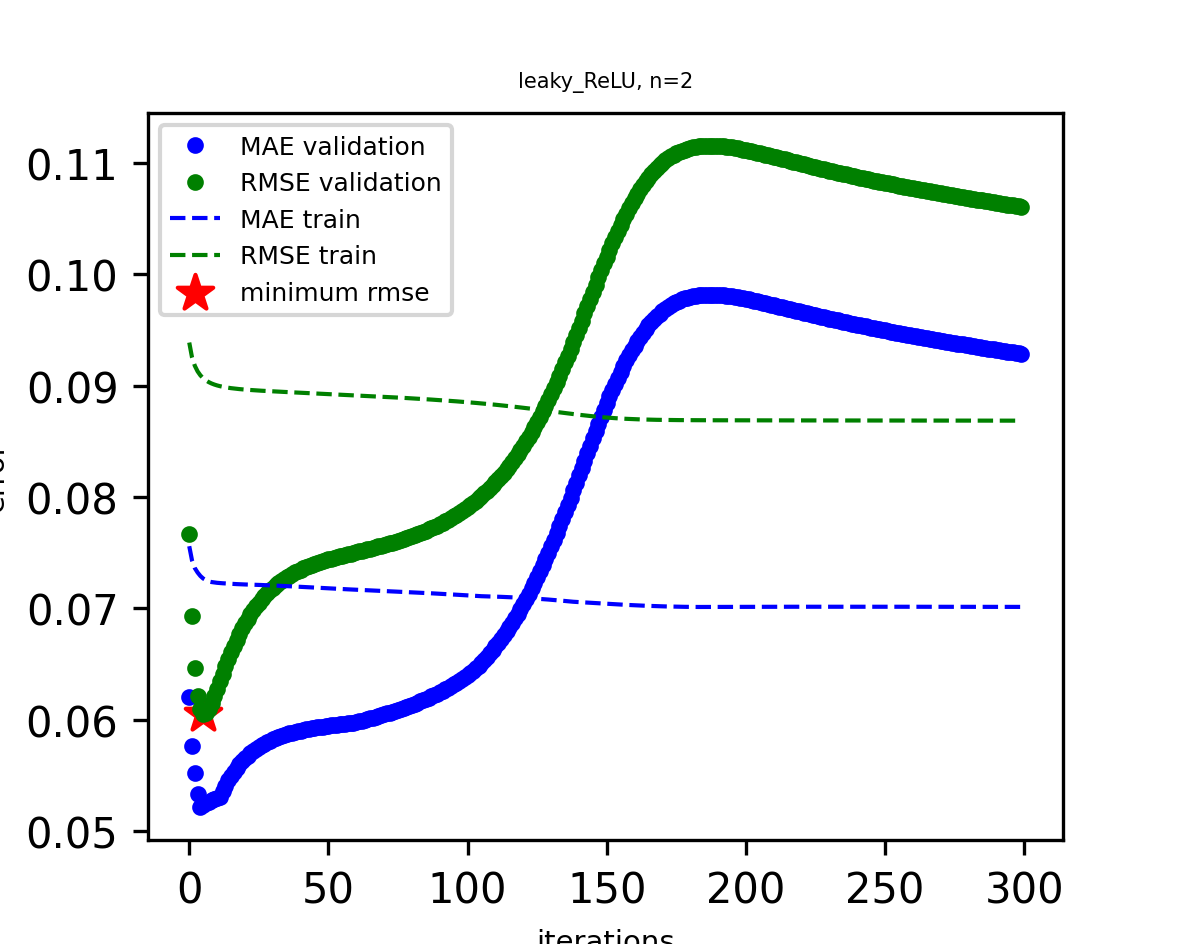 leaky_ReLU, n=2
MAE validation
RMSE validation
MAE train
RMSE train
minimum rmse
0.11
0.10
0.09
0.08
0.07
0.06
0.05
0 50 100 150 200 250 300
iterations